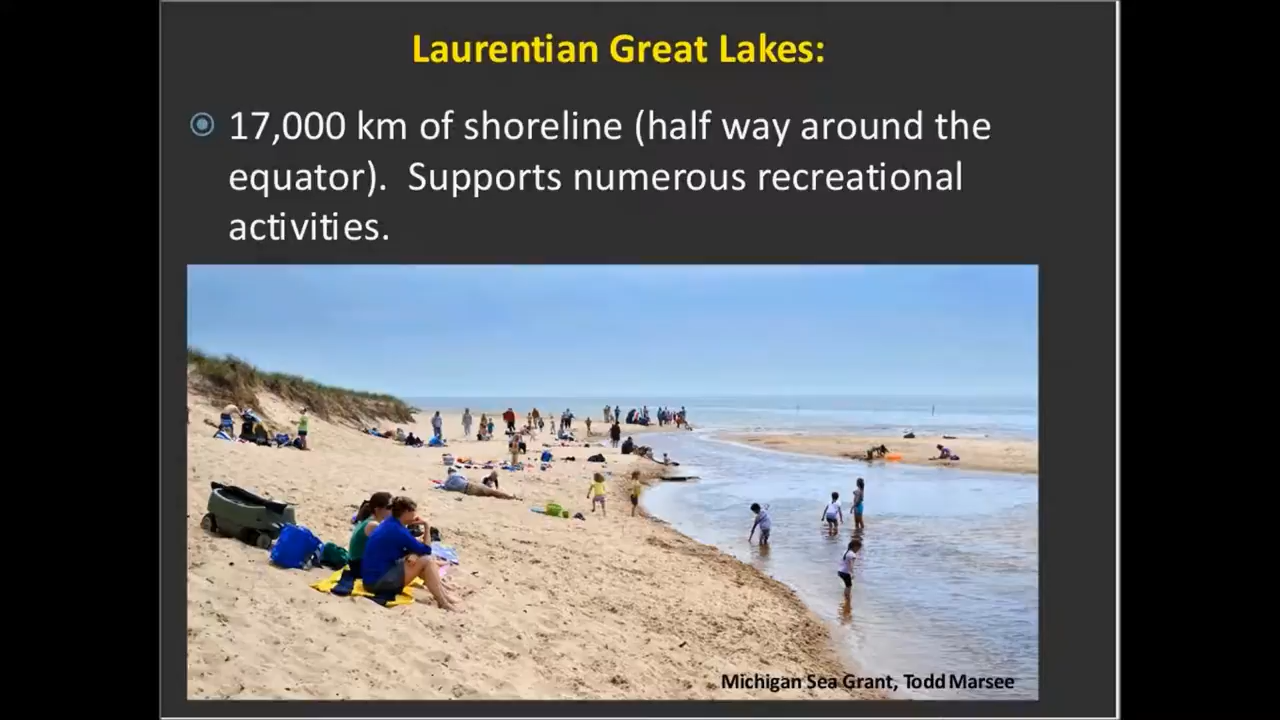 Laurentian Great Lakes:
17,000 km of shoreline (half way around the
equator).  Supports numerous recreational
activities.
Michigan Sea Grant, Todd Marsee